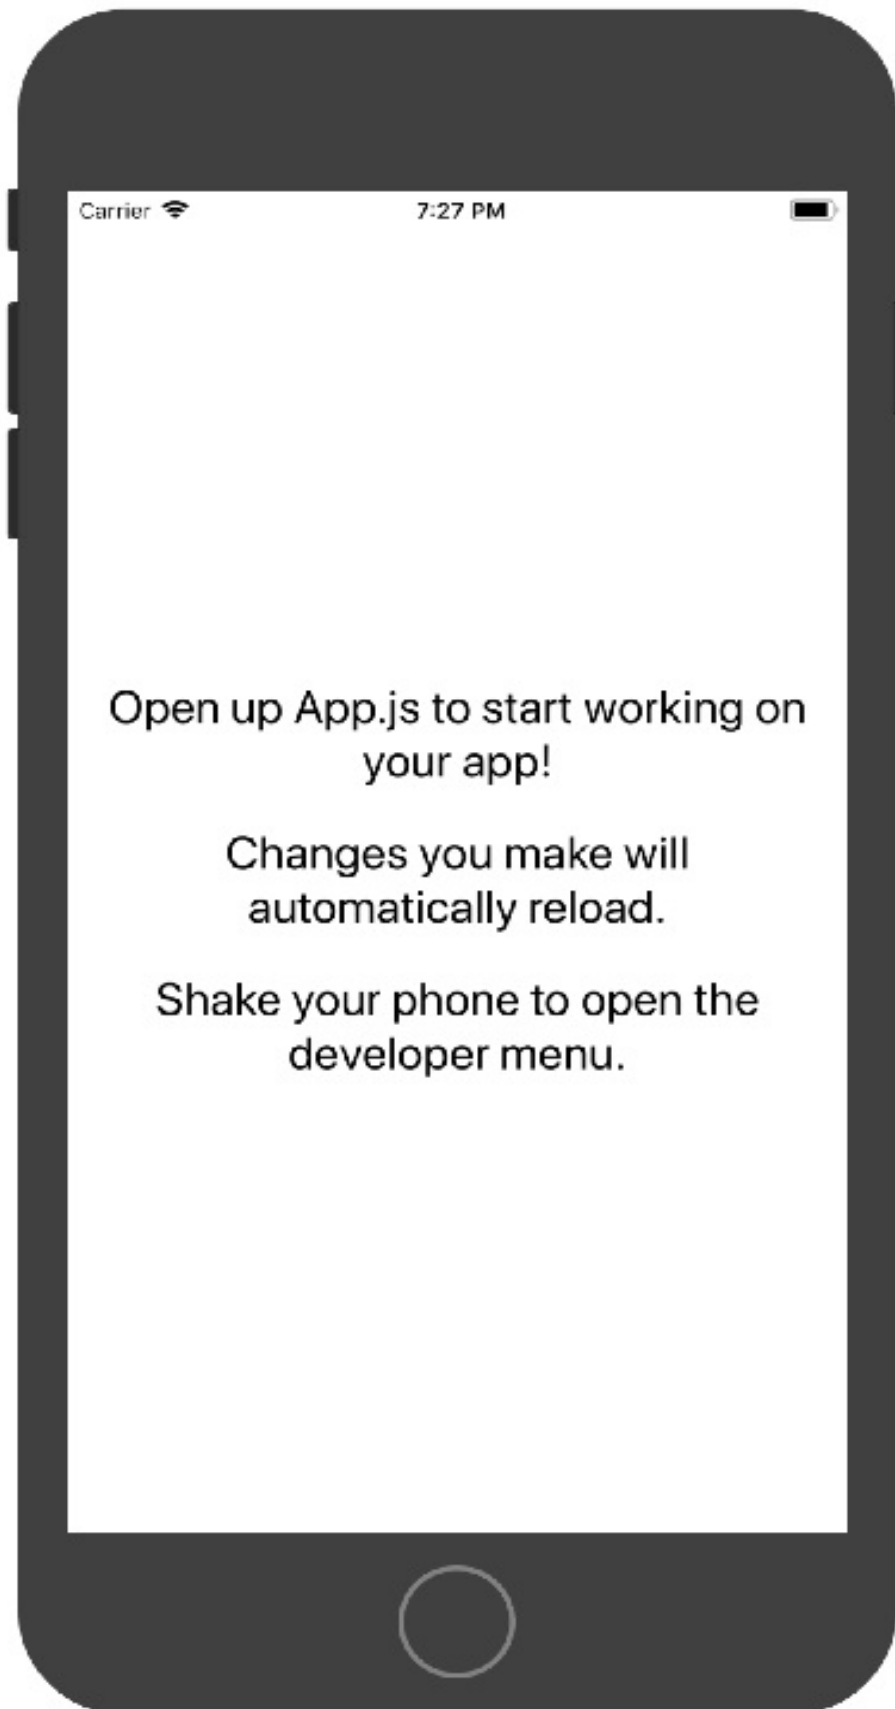 Carrier
7:27 PM
Open up App.js to start working on
your app!
Changes you make will
automatically reload.
Shake your phone to open the
developer menu.